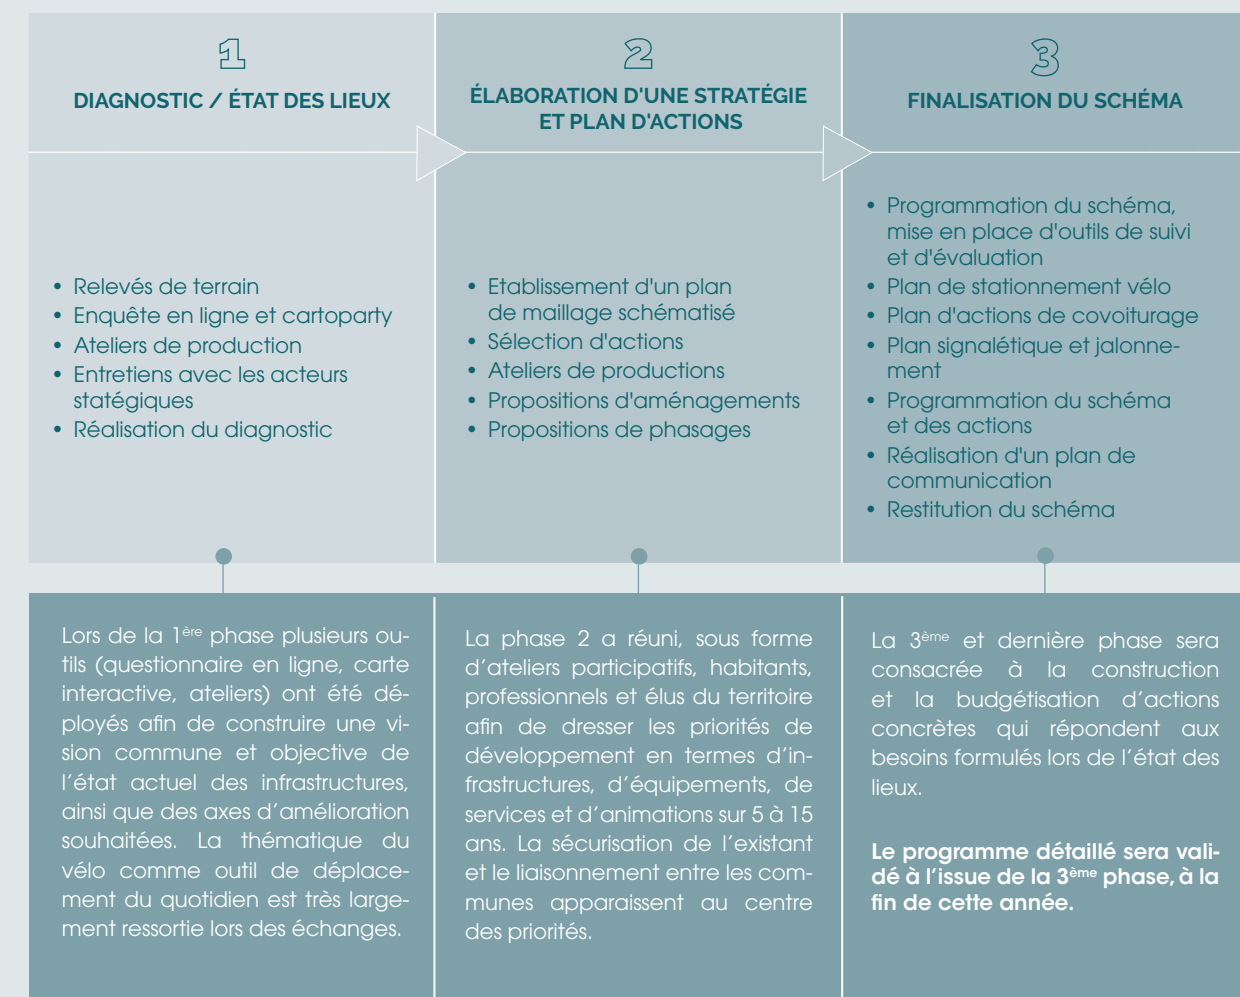 1
DIAGNOSTIC / ÉTAT DES LIEUX
• Relevés de terrain
• Enquête en ligne et cartoparty
• Ateliers de production
• Entretiens avec les acteurs
statégiques
• Réalisation du diagnostic
Lors de la 1ère phase plusieurs ou-
tils (questionnaire en ligne, carte
interactive, ateliers) ont été dé-
ployés afin de construire une vi-
sion commune et objective de
l'état actuel des infrastructures,
ainsi que des axes d'amélioration
souhaitées. La thématique du
vélo comme outil de déplace-
ment du quotidien est très large-
ment ressortie lors des échanges.
2
ÉLABORATION D'UNE STRATÉGIE
ET PLAN D'ACTIONS
• Etablissement d'un plan
de maillage schématisé
• Sélection d'actions
• Ateliers de productions
• Propositions d'aménagements
• Propositions de phasages
La phase 2 a réuni, sous forme
d'ateliers participatifs, habitants,
professionnels et élus du territoire
afin de dresser les priorités de
développement en termes d'in-
frastructures, d'équipements, de
services et d'animations sur 5 à 15
ans. La sécurisation de l'existant
et le liaisonnement entre les com-
munes apparaissent au centre
des priorités.
3
FINALISATION DU SCHÉMA
• Programmation du schéma,
mise en place d'outils de suivi
et d'évaluation
• Plan de stationnement vélo
• Plan d'actions de covoiturage
• Plan signalétique et jalonne-
ment
• Programmation du schéma
et des actions
• Réalisation d'un plan de
communication
• Restitution du schéma
La 3ème et dernière phase sera
consacrée à la construction
et la budgétisation d'actions
concrètes qui répondent aux
besoins formulés lors de l'état des
lieux.
Le programme détaillé sera vali-
dé à l'issue de la 3ème phase, à la
fin de cette année.